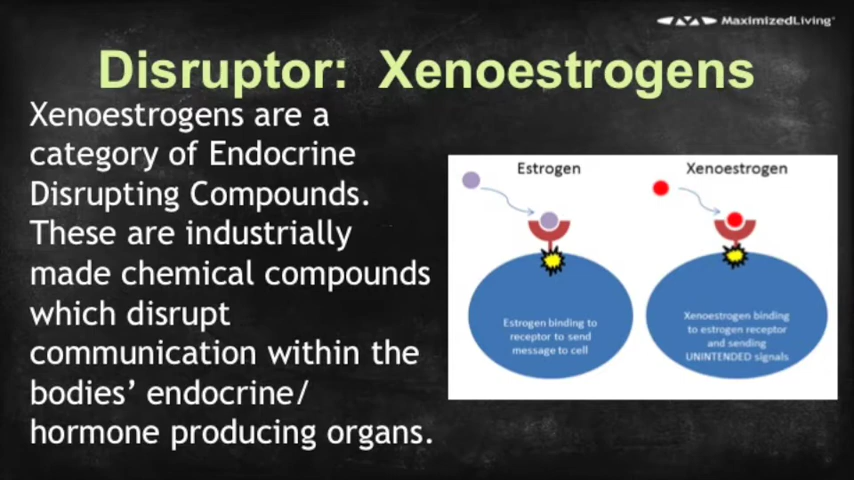 MaximizedLiving
Disruptor: Xenoestrogens
Xenoestrogens are a
category of Endocrine
Disrupting Compounds.
These are industrially
made chemical compounds
which disrupt
communication within the
bodies’ endocrine/
hormone producing organs.
Estrogen
Estrogen binding to
receptor to send
message to cell
Xenoestrogen
Xenoestrogen binding
to estrogen receptor
and sending
UNINTENDED signals